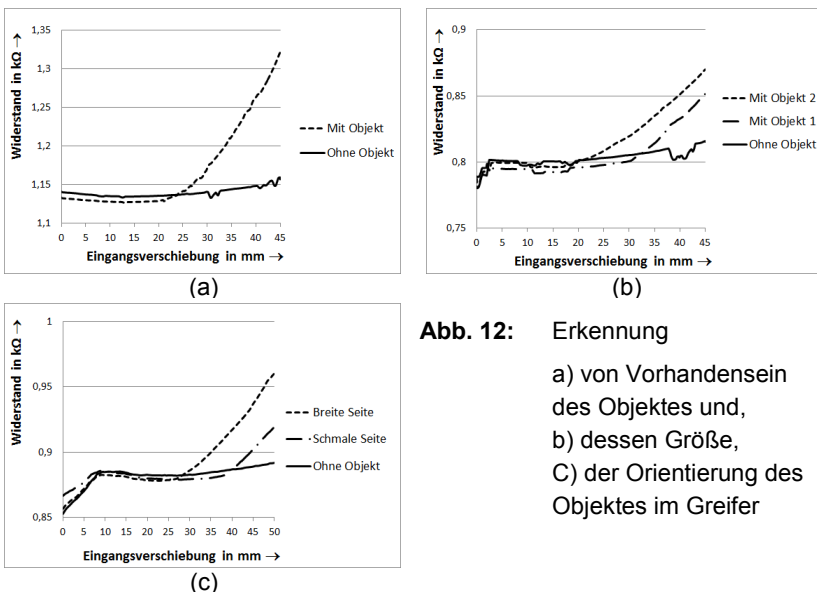 Widerstand in kΩ →
1,35
1,3
1,25
1,2
1,15
1,1
0 5 10 15 20 25 30 35 40 45
Eingangsverschiebung in mm →
Mit Objekt
Ohne Objekt
(a)
Widerstand in kΩ →
0,9
0,85
0,8
0,75
0 5 10 15 20 25 30 35 40 45
Eingangsverschiebung in mm →
Mit Objekt 2
Mit Objekt 1
Ohne Objekt
(b)
Widerstand in kΩ →
1
0,95
0,9
0,85
0 5 10 15 20 25 30 35 40 45 50
Eingangsverschiebung in mm →
Breite Seite
Schmale Seite
Ohne Objekt
(c)
Abb. 12: Erkennung
a) von Vorhandensein
des Objektes und,
b) dessen Größe,
C) der Orientierung des
Objektes im Greifer